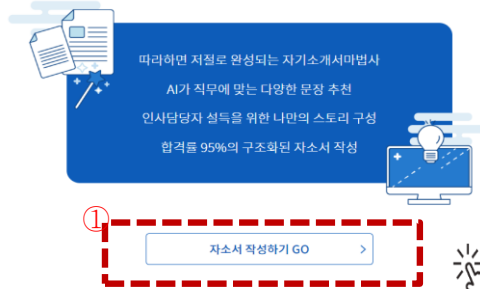 따라하면 저절로 완성되는 자기소개서마법사
AI가 직무에 맞는 다양한 문장 추천
인사담당자 설득을 위한 나만의 스토리 구성
합격률 95%의 구조화된 자소서 작성
①
자소서 작성하기 GO >